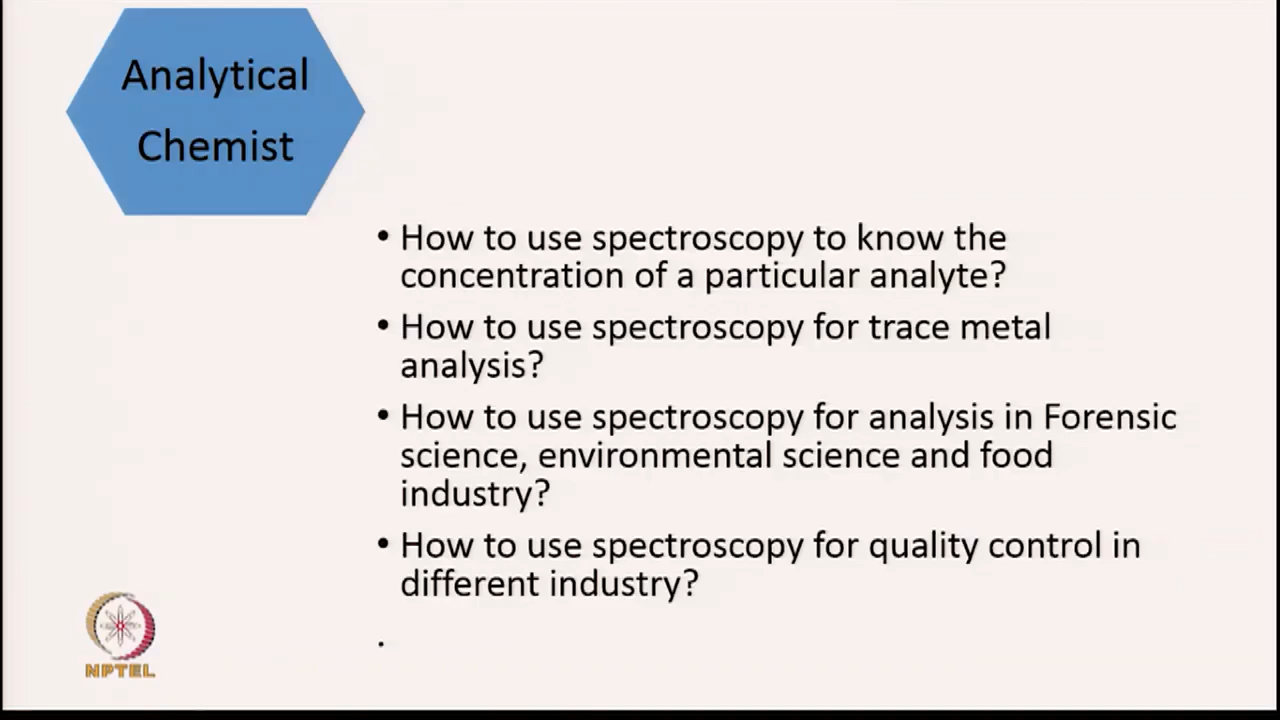 Analytical
Chemist
• How to use spectroscopy to know the
concentration of a particular analyte?
• How to use spectroscopy for trace metal
analysis?
• How to use spectroscopy for analysis in Forensic
science, environmental science and food
industry?
• How to use spectroscopy for quality control in
different industry?
.
NPTEL